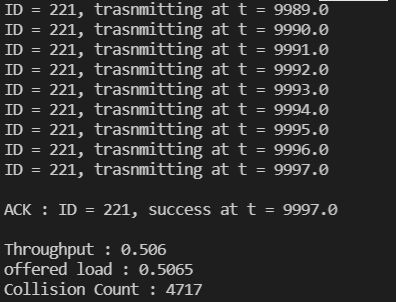 ID = 221, trasnmitting at t = 9989.0
ID = 221, trasnmitting at t = 9990.0
ID = 221, trasnmitting at t = 9991.0
ID = 221, trasnmitting at t = 9992.0
ID = 221, trasnmitting at t = 9993.0
ID = 221, trasnmitting at t = 9994.0
ID = 221, trasnmitting at t = 9995.0
ID = 221, trasnmitting at t = 9996.0
ID = 221, trasnmitting at t = 9997.0
ACK : ID = 221, success at t = 9997.0
Throughput : 0.506
offered load : 0.5065
Collision Count : 4717